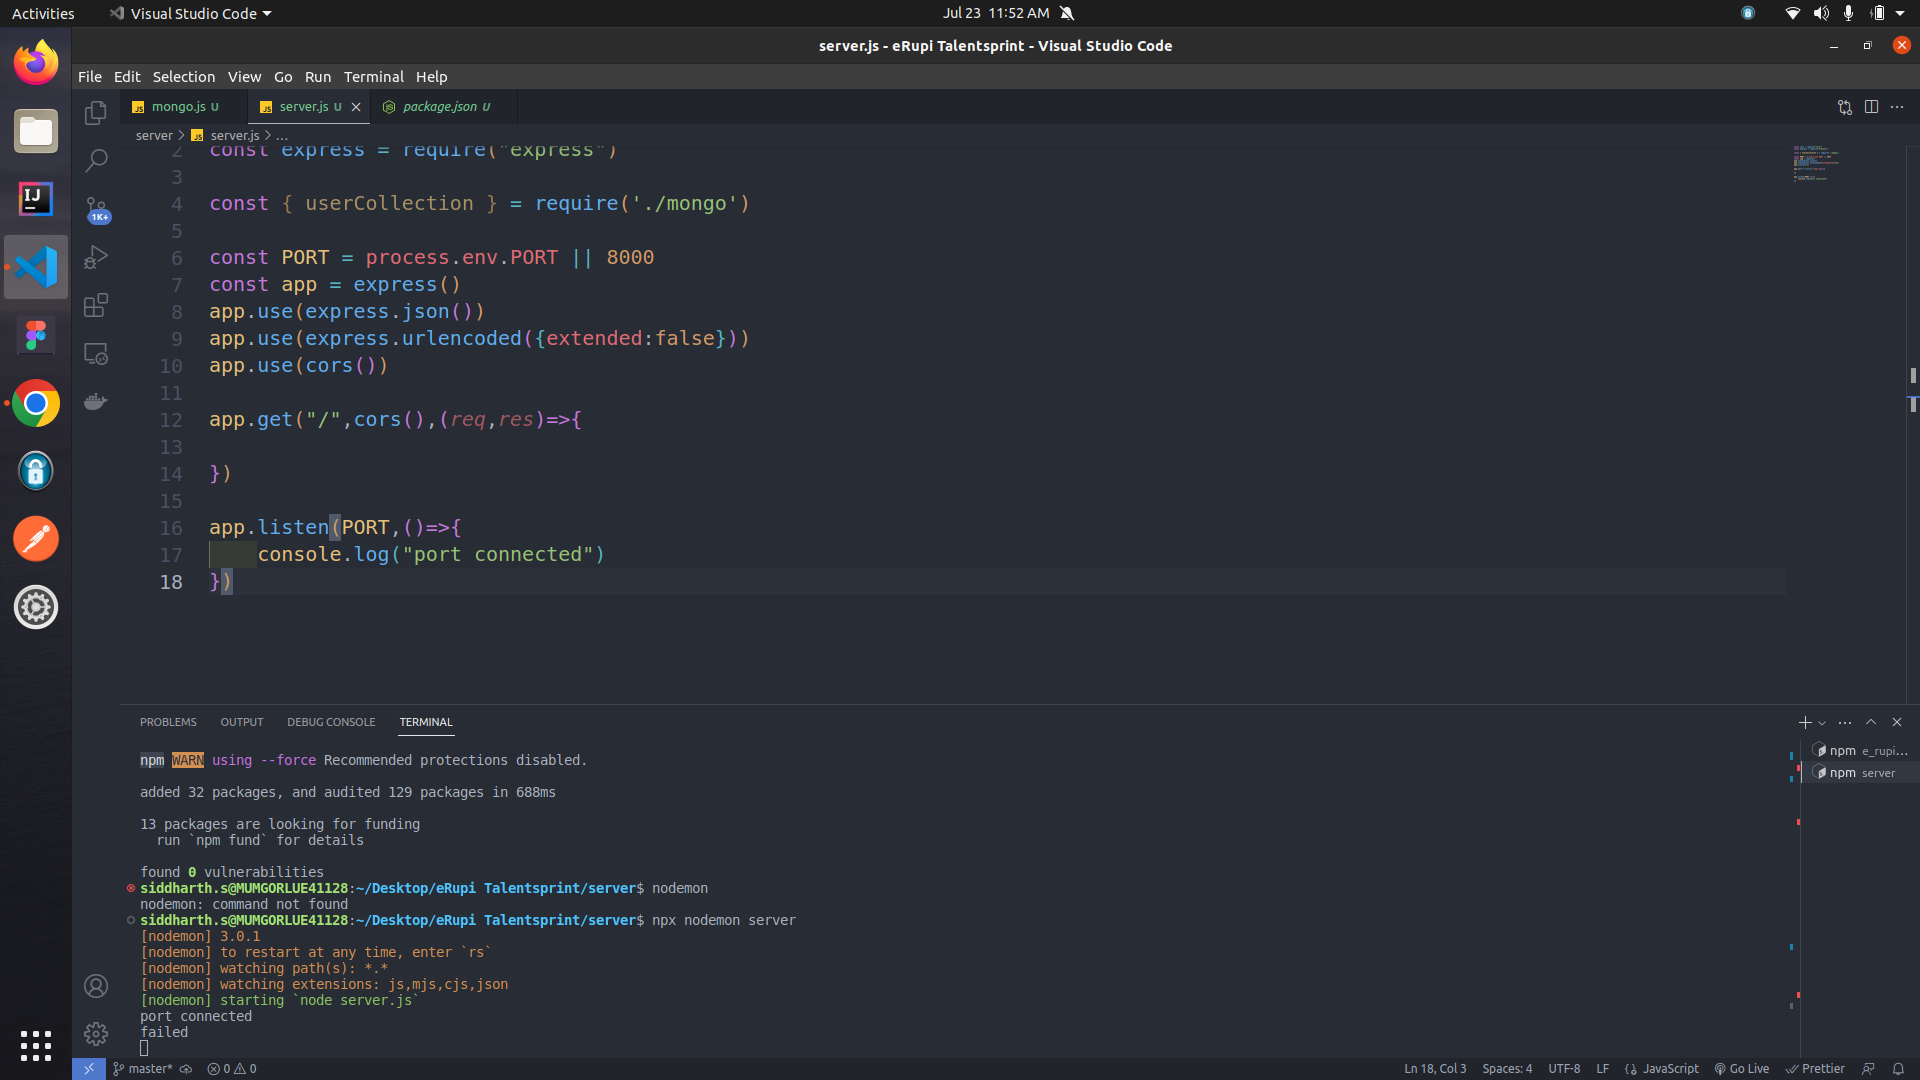 Activities
Visual Studio Code
Jul 23 11:52 AM
server.js - eRupi Talentsprint - Visual Studio Code
File Edit Selection View Go Run Terminal Help
JS mongo.js U
JS server.js U
package.json U
server > JS server.js > ...
2 const express = require("express")
3
4 const { userCollection } = require('./mongo')
5
6 const PORT = process.env.PORT || 8000
7 const app = express()
8 app.use(express.json())
9 app.use(express.urlencoded({extended:false}))
10 app.use(cors())
11
12 app.get("/",cors(),(req,res)=>{
13
14 })
15
16 app.listen(PORT,()=>{
17 console.log("port connected")
18 })
IJ
1K+
PROBLEMS OUTPUT DEBUG CONSOLE TERMINAL
npm WARN using --force Recommended protections disabled.
added 32 packages, and audited 129 packages in 688ms
13 packages are looking for funding
run `npm fund` for details
found 0 vulnerabilities
siddharth.s@MUMGORLUE41128:~/Desktop/eRupi Talentsprint/server$ nodemon
nodemon: command not found
siddharth.s@MUMGORLUE41128:~/Desktop/eRupi Talentsprint/server$ npx nodemon server
[nodemon] 3.0.1
[nodemon] to restart at any time, enter `rs`
[nodemon] watching path(s): *.*
[nodemon] watching extensions: js,mjs,cjs,json
[nodemon] starting `node server.js`
port connected
failed
npm e_rupi...
npm server
master* 0 0
Ln 18, Col 3 Spaces: 4 UTF-8 LF {} JavaScript Go Live Prettier